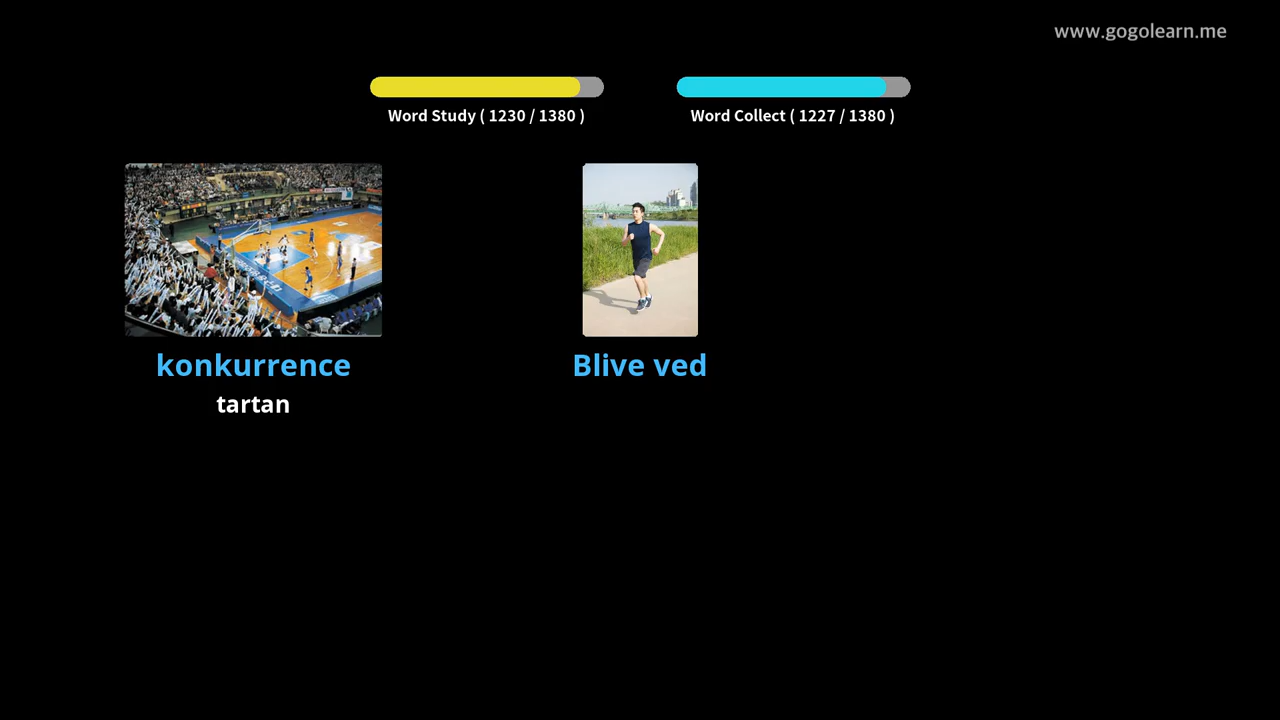 www.gogolearn.me
Word Study ( 1230 / 1380 )
Word Collect ( 1227 / 1380 )
konkurrence
tartan
Blive ved